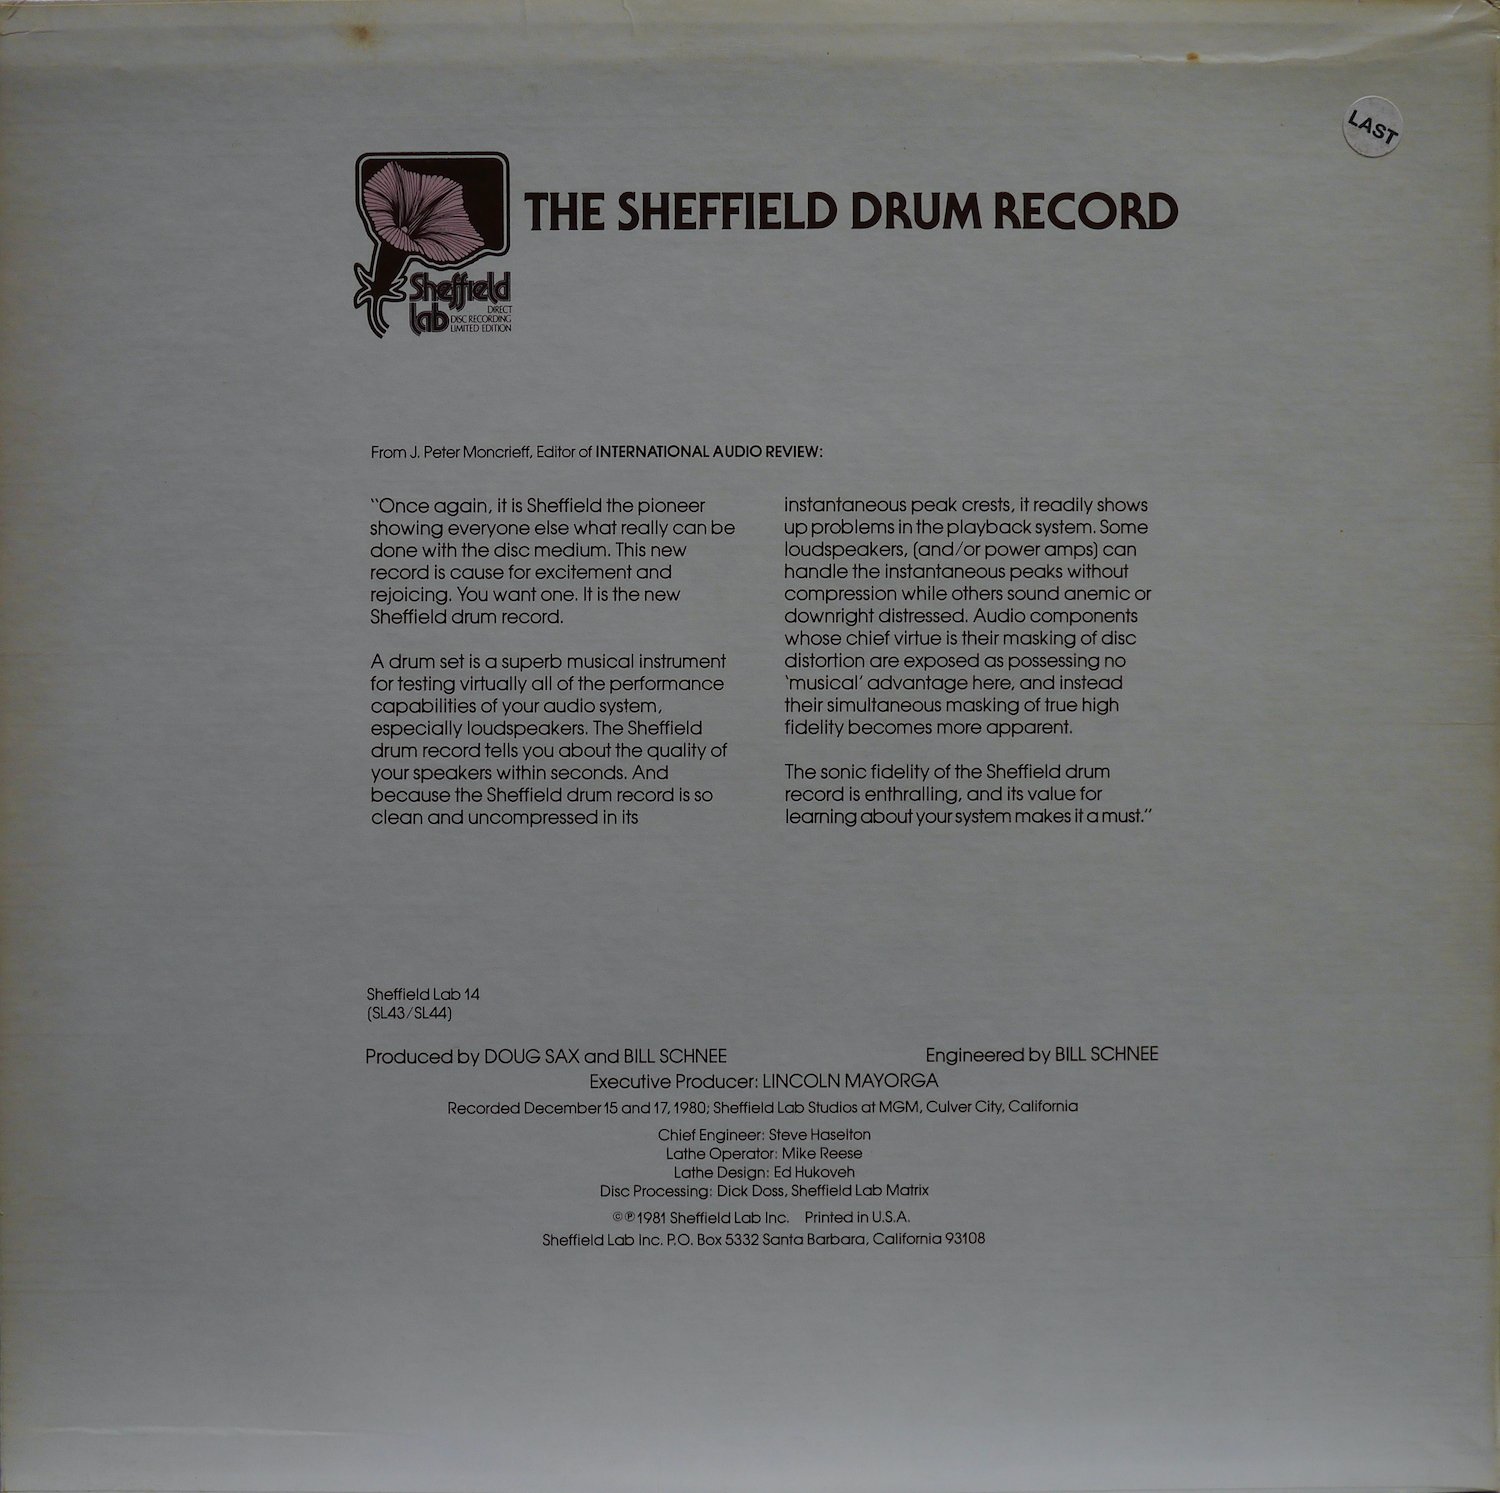 LAST
THE SHEFFIELD DRUM RECORD
Sheffield
lab
DIRECT
DISC RECORDING
LIMITED EDITION
From J. Peter Moncrieff, Editor of INTERNATIONAL AUDIO REVIEW:
"Once again, it is Sheffield the pioneer
showing everyone else what really can be
done with the disc medium. This new
record is cause for excitement and
rejoicing. You want one. It is the new
Sheffield drum record.
A drum set is a superb musical instrument
for testing virtually all of the performance
capabilities of your audio system,
especially loudspeakers. The Sheffield
drum record tells you about the quality of
your speakers within seconds. And
because the Sheffield drum record is so
clean and uncompressed in its
instantaneous peak crests, it readily shows
up problems in the playback system. Some
loudspeakers, (and/or power amps) can
handle the instantaneous peaks without
compression while others sound anemic or
downright distressed. Audio components
whose chief virtue is their masking of disc
distortion are exposed as possessing no
'musical' advantage here, and instead
their simultaneous masking of true high
fidelity becomes more apparent.
The sonic fidelity of the Sheffield drum
record is enthralling, and its value for
learning about your system makes it a must."
Sheffield Lab 14
(SL43/SL44)
Produced by DOUG SAX and BILL SCHNEE Engineered by BILL SCHNEE
Executive Producer: LINCOLN MAYORGA
Recorded December 15 and 17, 1980; Sheffield Lab Studios at MGM, Culver City, California
Chief Engineer: Steve Haselton
Lathe Operator: Mike Reese
Lathe Design: Ed Hukoveh
Disc Processing: Dick Doss, Sheffield Lab Matrix
©℗1981 Sheffield Lab Inc. Printed in U.S.A.
Sheffield Lab Inc. P.O. Box 5332 Santa Barbara, California 93108